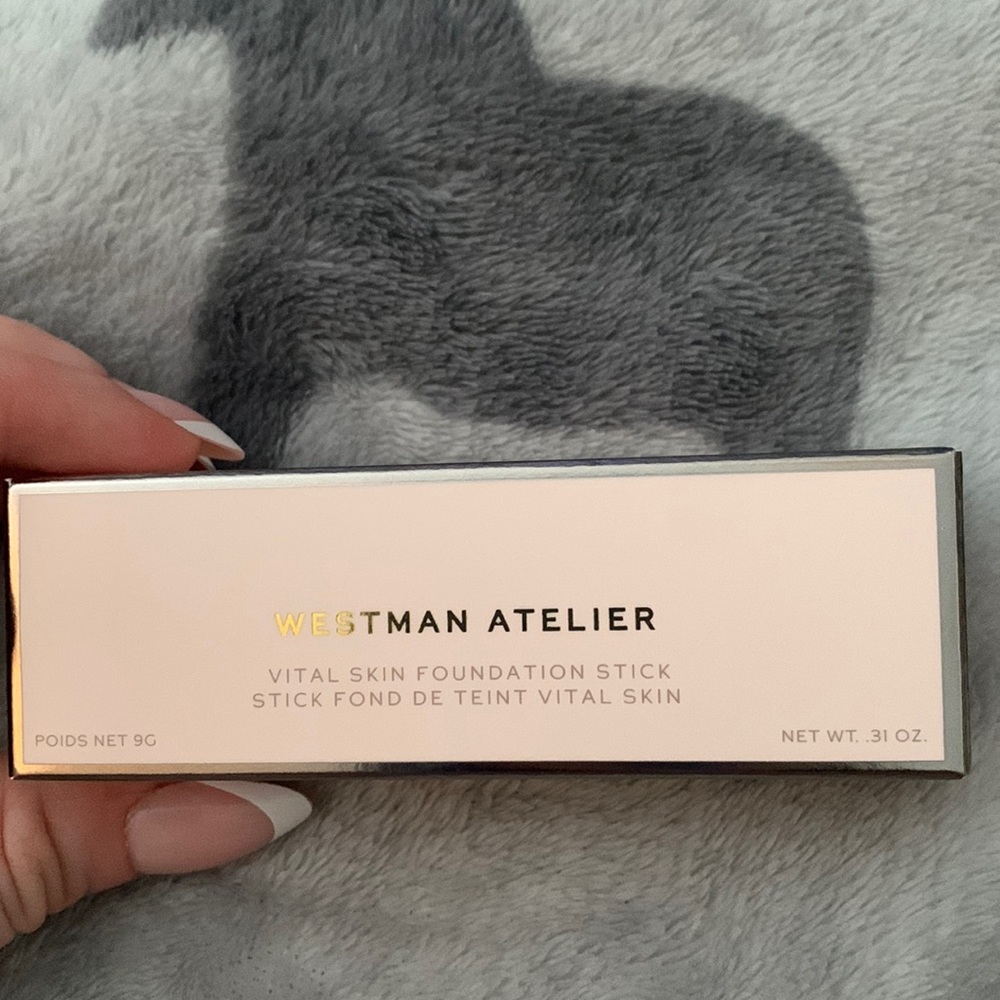 WESTMAN ATELIER
VITAL SKIN FOUNDATION STICK
STICK FOND DE TEINT VITAL SKIN
POIDS NET 9G
NET WT. .31 OZ.